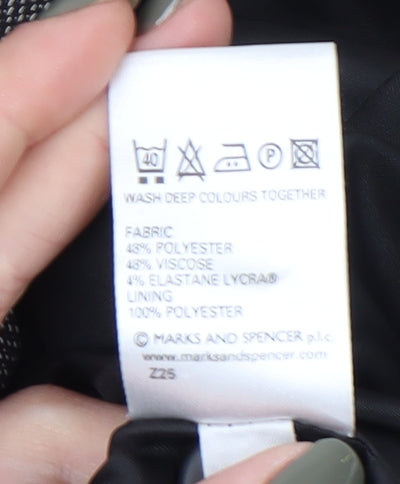 40
P
WASH DEEP COLOURS TOGETHER
FABRIC
48% POLYESTER
48% VISCOSE
4% ELASTANE LYCRA®
LINING
100% POLYESTER
© MARKS AND SPENCER p.l.c.
www.marksandspencer.com
Z25